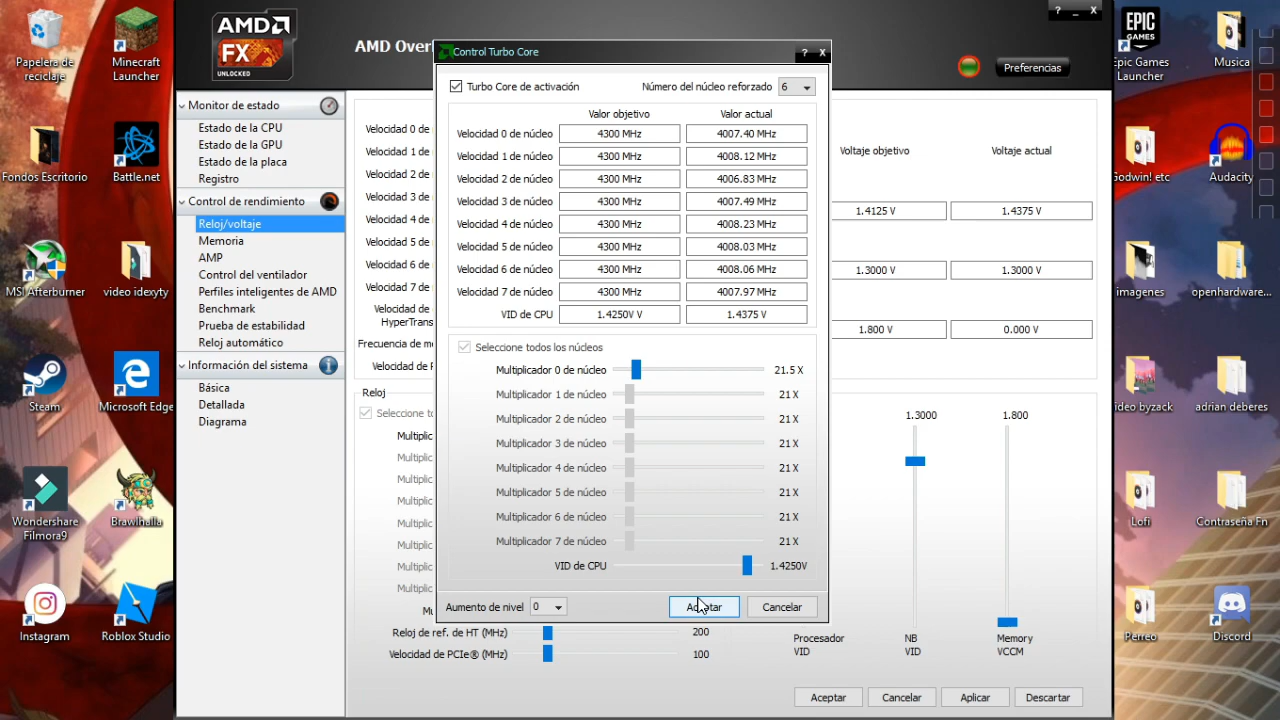 Papelera de
reciclaje
Minecraft
Launcher
Fondos Escritorio
Battle.net
MSI Afterburner
video idexyty
Steam
Microsoft Edge
Wondershare
Filmora9
Brawlhalla
Instagram
Roblox Studio
AMD
FX
UNLOCKED
AMD Over
? _ X
Preferencias
Monitor de estado
Estado de la CPU
Estado de la GPU
Estado de la placa
Registro
Control de rendimiento
Reloj/voltaje
Memoria
AMP
Control del ventilador
Perfiles inteligentes de AMD
Benchmark
Prueba de estabilidad
Reloj automático
Información del sistema
Básica
Detallada
Diagrama
Velocidad 0 de
Velocidad 1 de
Velocidad 2 de
Velocidad 3 de
Velocidad 4 de
Velocidad 5 de
Velocidad 6 de
Velocidad 7 de
Velocidad de
HyperTrans
Frecuencia de me
Velocidad de
Reloj
Seleccione to
Multiplic
Multiplic
Multiplic
Multiplic
Multiplic
Multiplic
Multiplic
Multiplic
Reloj de ref. de HT (MHz) 200
Velocidad de PCIe® (MHz) 100
Control Turbo Core ? X
Turbo Core de activación Número del núcleo reforzado 6
Valor objetivo Valor actual
Velocidad 0 de núcleo 4300 MHz 4007.40 MHz
Velocidad 1 de núcleo 4300 MHz 4008.12 MHz
Velocidad 2 de núcleo 4300 MHz 4006.83 MHz
Velocidad 3 de núcleo 4300 MHz 4007.49 MHz
Velocidad 4 de núcleo 4300 MHz 4008.23 MHz
Velocidad 5 de núcleo 4300 MHz 4008.03 MHz
Velocidad 6 de núcleo 4300 MHz 4008.06 MHz
Velocidad 7 de núcleo 4300 MHz 4007.97 MHz
VID de CPU 1.4250V V 1.4375 V
Seleccione todos los núcleos
Multiplicador 0 de núcleo 21.5 X
Multiplicador 1 de núcleo 21 X
Multiplicador 2 de núcleo 21 X
Multiplicador 3 de núcleo 21 X
Multiplicador 4 de núcleo 21 X
Multiplicador 5 de núcleo 21 X
Multiplicador 6 de núcleo 21 X
Multiplicador 7 de núcleo 21 X
VID de CPU 1.4250V
Aumento de nivel 0 Aceptar Cancelar
Voltaje objetivo Voltaje actual
1.4125 V 1.4375 V
1.3000 V 1.3000 V
1.800 V 0.000 V
1.3000 1.800
Procesador
VID
NB
VID
Memory
VCCM
Aceptar Cancelar Aplicar Descartar
EPIC
GAMES
Epic Games
Launcher
Musica
Godwin! etc
Audacity
imagenes
openhardware...
ideo byzack
adrian deberes
Lofi
Contraseña Fn
Perreo
Discord